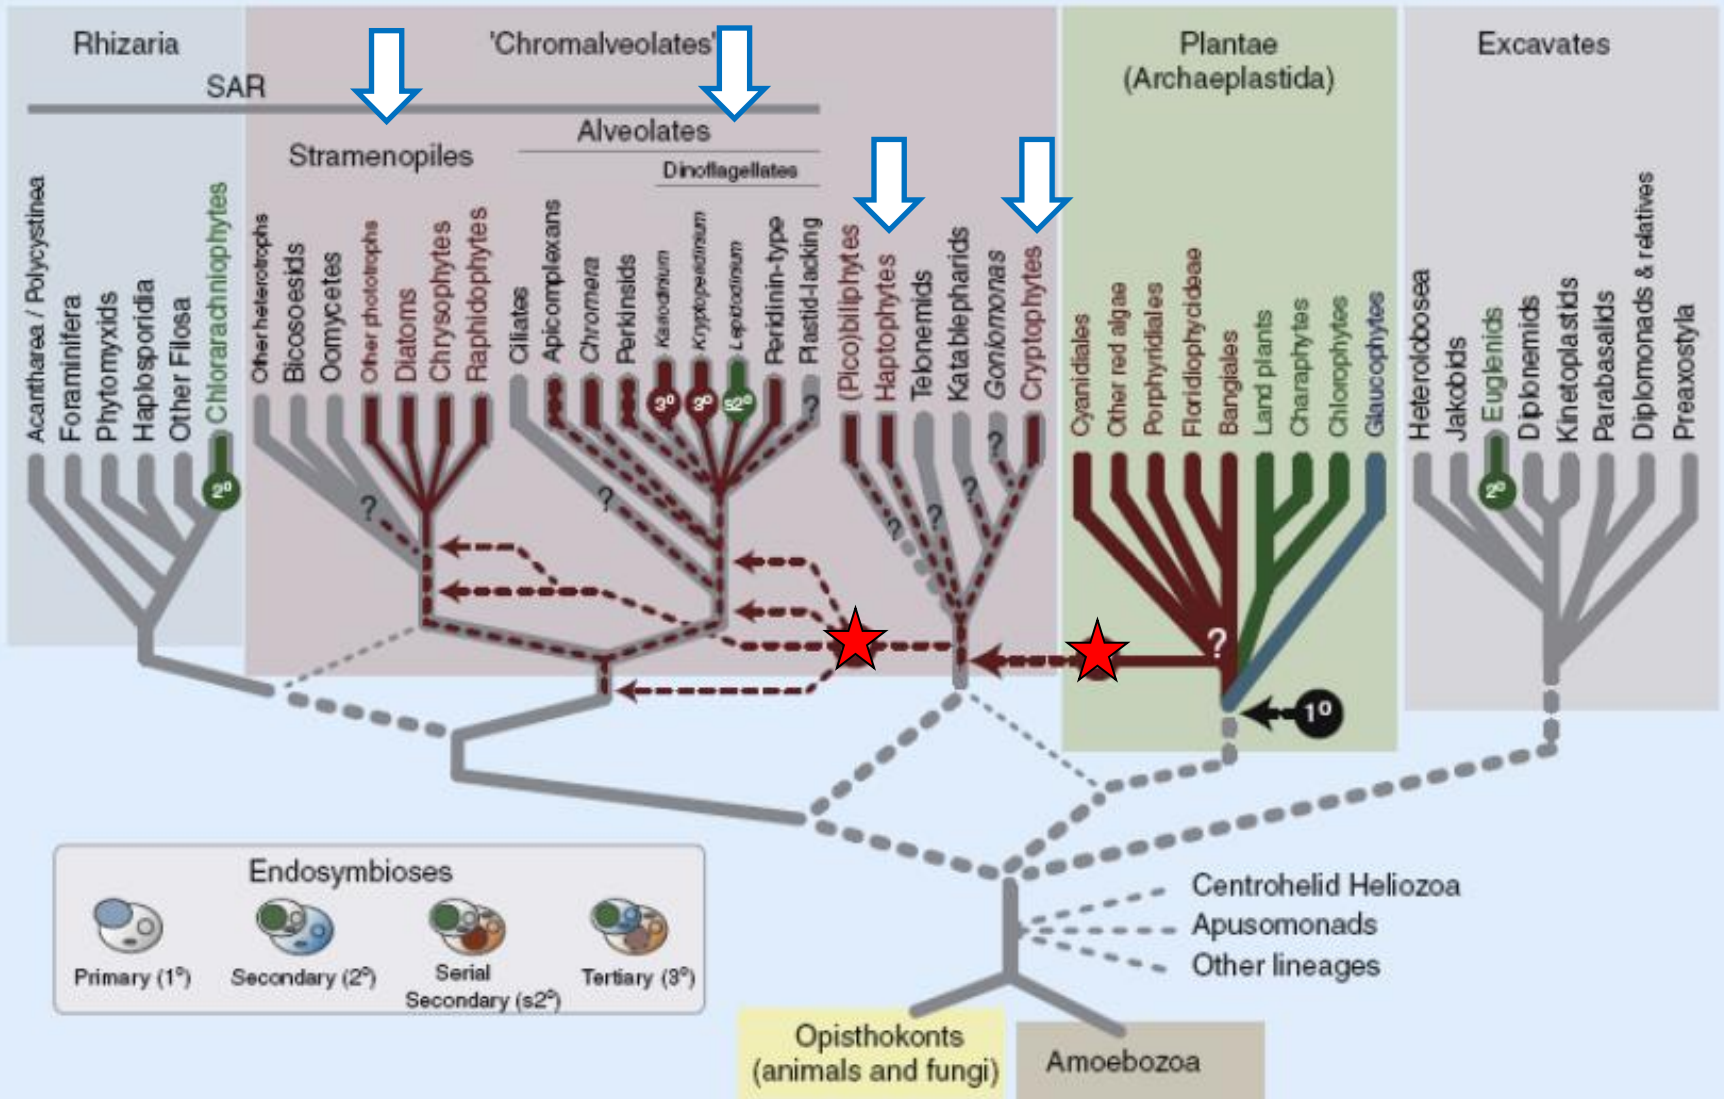 Rhizaria
'Chromalveolates'
Plantae
(Archaeplastida)
Excavates
SAR
Stramenopiles
Alveolates
Dinoflagellates
Acantharea / Polycystinea
Foraminifera
Phytomyxids
Haplosporidia
Other Filosa
Chlorarachniophytes
Other heterotrophs
Bicosoesids
Oomycetes
Other phototrophs
Diatoms
Chrysophytes
Raphidophytes
Ciliates
Apicomplexans
Chromera
Perkinsids
Karlodinium
Kryptoperidinium
Lepidodinium
Peridinin-type
Plastid-lacking
(Pico)biliphytes
Haptophytes
Telonemids
Katablepharids
Goniomonas
Cryptophytes
Cyanidiales
Other red algae
Porphyridiales
Floridiophycideae
Bangiales
Land plants
Charaphytes
Chlorophytes
Glaucophytes
Heterolobosea
Jakobids
Euglenids
Diplonemids
Kinetoplastids
Parabasalids
Diplomonads & relatives
Preaxostyla
3º
3º
s2º
?
2º
?
?
?
?
?
?
2º
?
1º
Endosymbioses
Primary (1º)
Secondary (2º)
Serial
Secondary (s2º)
Tertiary (3º)
Centrohelid Heliozoa
Apusomonads
Other lineages
Opisthokonts
(animals and fungi)
Amoebozoa